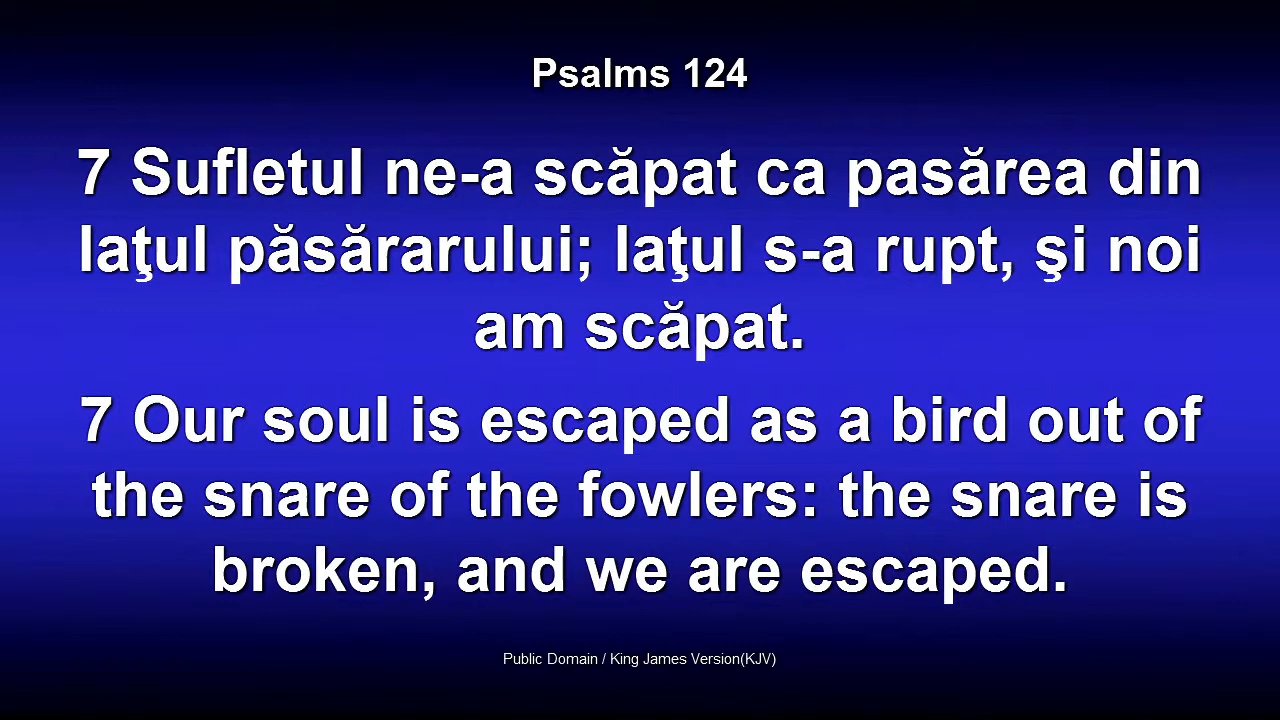 Psalms 124
7 Sufletul ne-a scăpat ca pasărea din
laţul păsărarului; laţul s-a rupt, şi noi
am scăpat.
7 Our soul is escaped as a bird out of
the snare of the fowlers: the snare is
broken, and we are escaped.
Public Domain / King James Version(KJV)